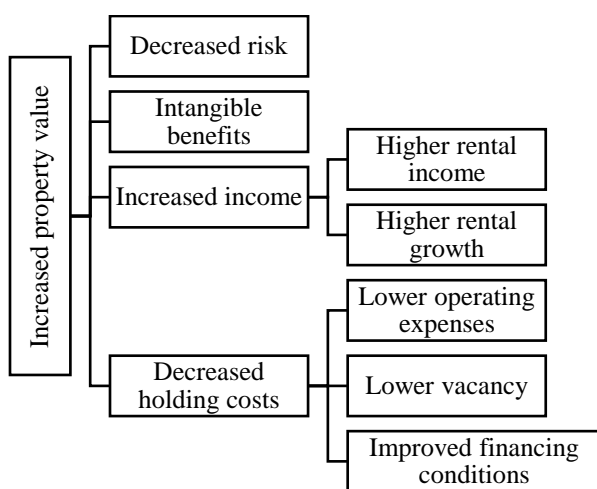 Increased property value
Decreased risk
Intangible
benefits
Increased income
Higher rental
income
Higher rental
growth
Decreased
holding costs
Lower operating
expenses
Lower vacancy
Improved financing
conditions